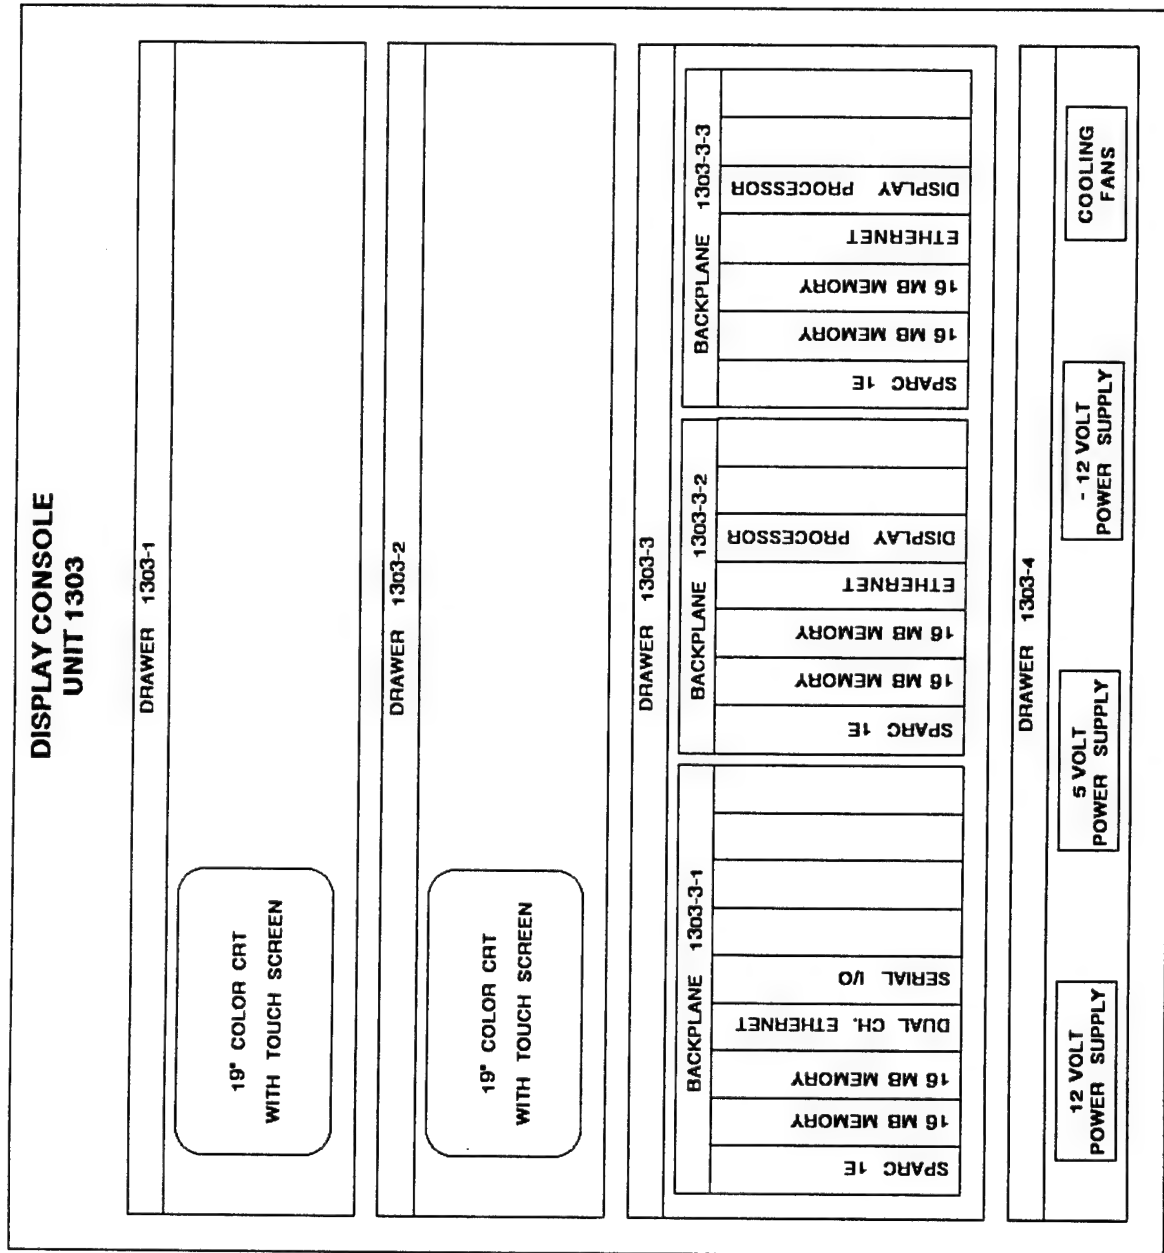 DISPLAY CONSOLE
UNIT 1303
DRAWER 1303-1
19" COLOR CRT
WITH TOUCH SCREEN
DRAWER 1303-2
19" COLOR CRT
WITH TOUCH SCREEN
DRAWER 1303-3
BACKPLANE 1303-3-1
SPARC 1E
16 MB MEMORY
16 MB MEMORY
DUAL CH. ETHERNET
SERIAL I/O
BACKPLANE 1303-3-2
SPARC 1E
16 MB MEMORY
16 MB MEMORY
ETHERNET
DISPLAY PROCESSOR
BACKPLANE 1303-3-3
SPARC 1E
16 MB MEMORY
16 MB MEMORY
ETHERNET
DISPLAY PROCESSOR
DRAWER 1303-4
12 VOLT
POWER SUPPLY
5 VOLT
POWER SUPPLY
- 12 VOLT
POWER SUPPLY
COOLING
FANS